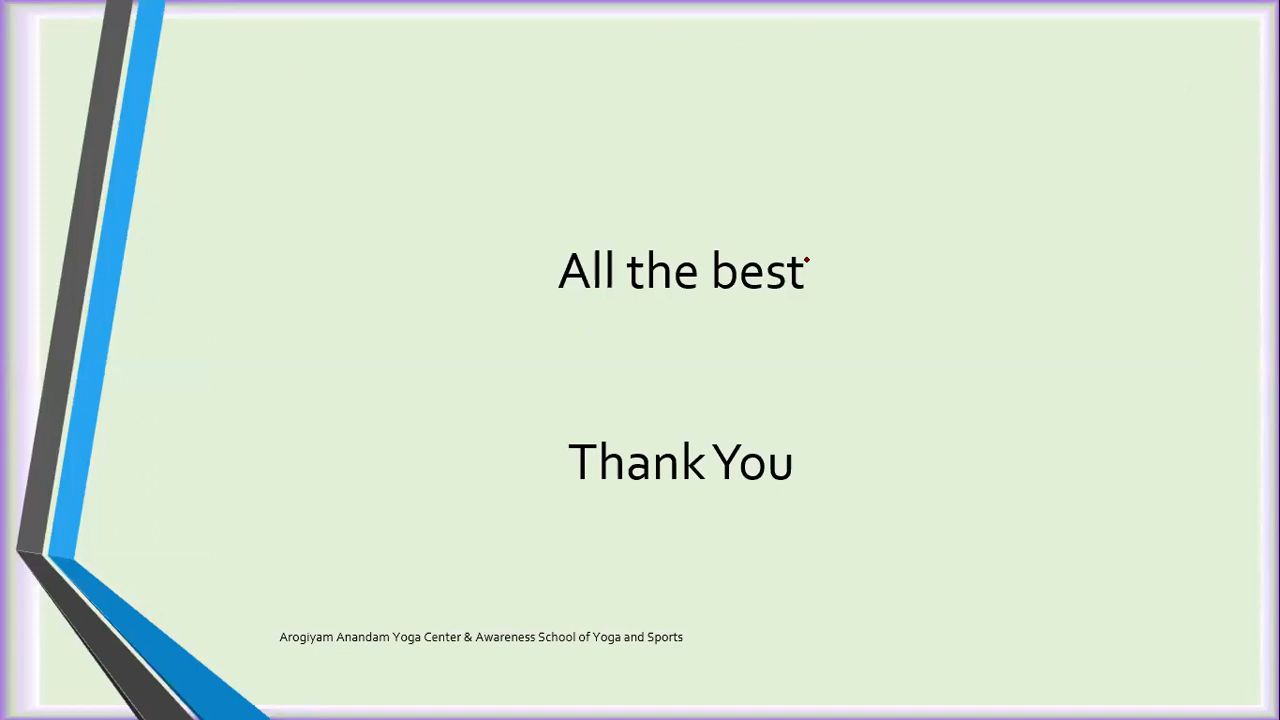 All the best
Thank You
Arogiyam Anandam Yoga Center & Awareness School of Yoga and Sports